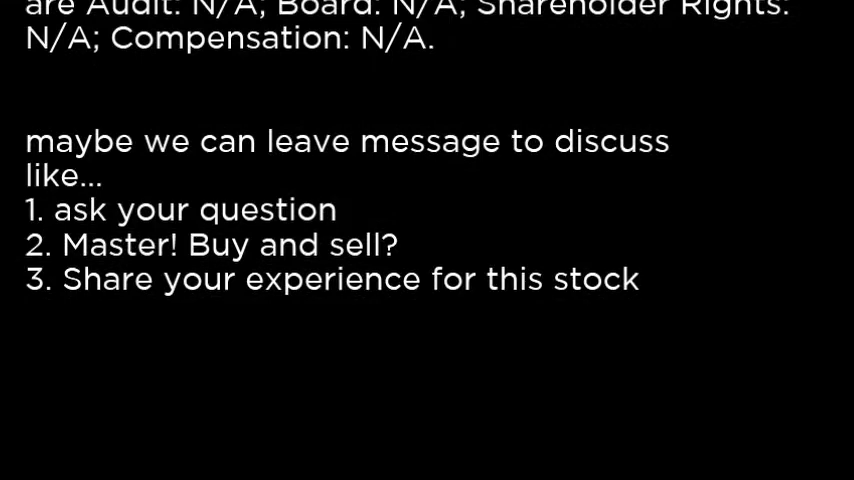 are Audit: N/A; Board: N/A; Shareholder Rights:
N/A; Compensation: N/A.
maybe we can leave message to discuss
like...
1. ask your question
2. Master! Buy and sell?
3. Share your experience for this stock